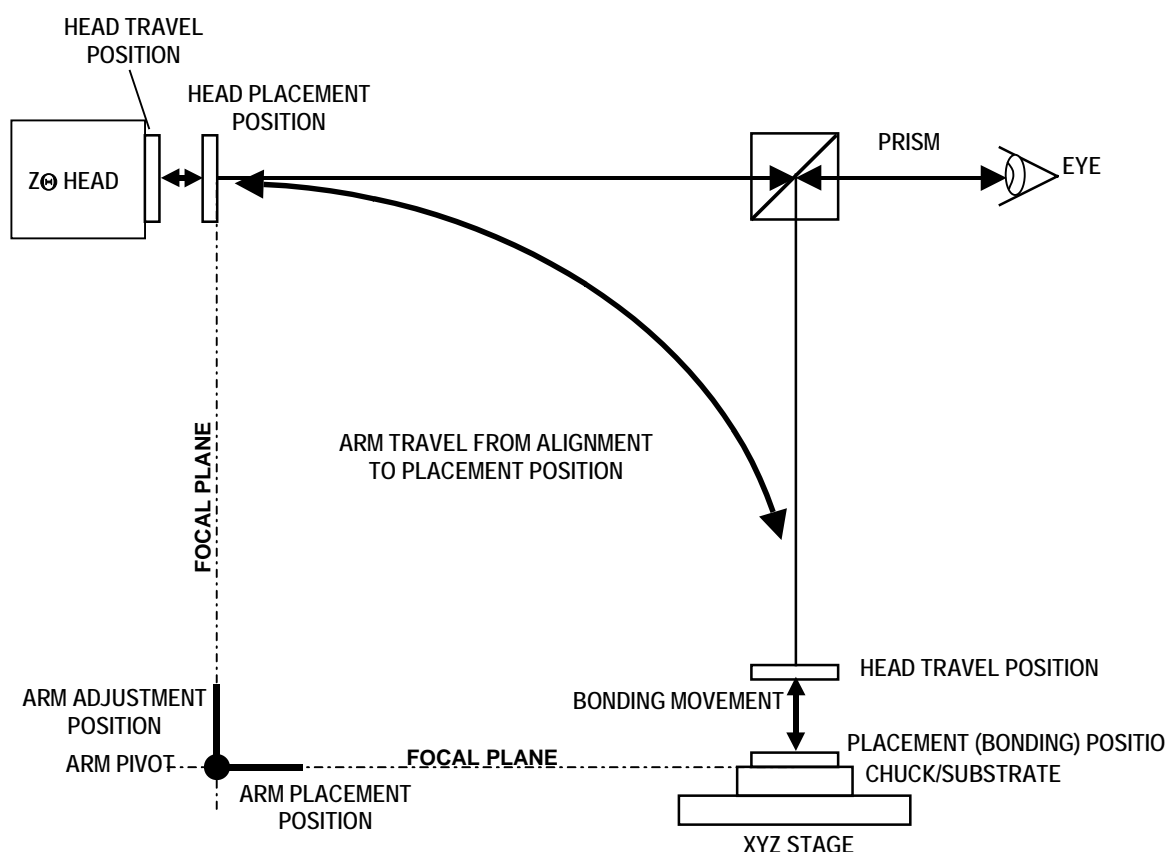 HEAD TRAVEL
POSITION
HEAD PLACEMENT
POSITION
ZΘ HEAD
PRISM
EYE
FOCAL PLANE
ARM TRAVEL FROM ALIGNMENT
TO PLACEMENT POSITION
HEAD TRAVEL POSITION
BONDING MOVEMENT
ARM ADJUSTMENT
POSITION
ARM PIVOT
FOCAL PLANE
PLACEMENT (BONDING) POSITIO
CHUCK/SUBSTRATE
ARM PLACEMENT
POSITION
XYZ STAGE